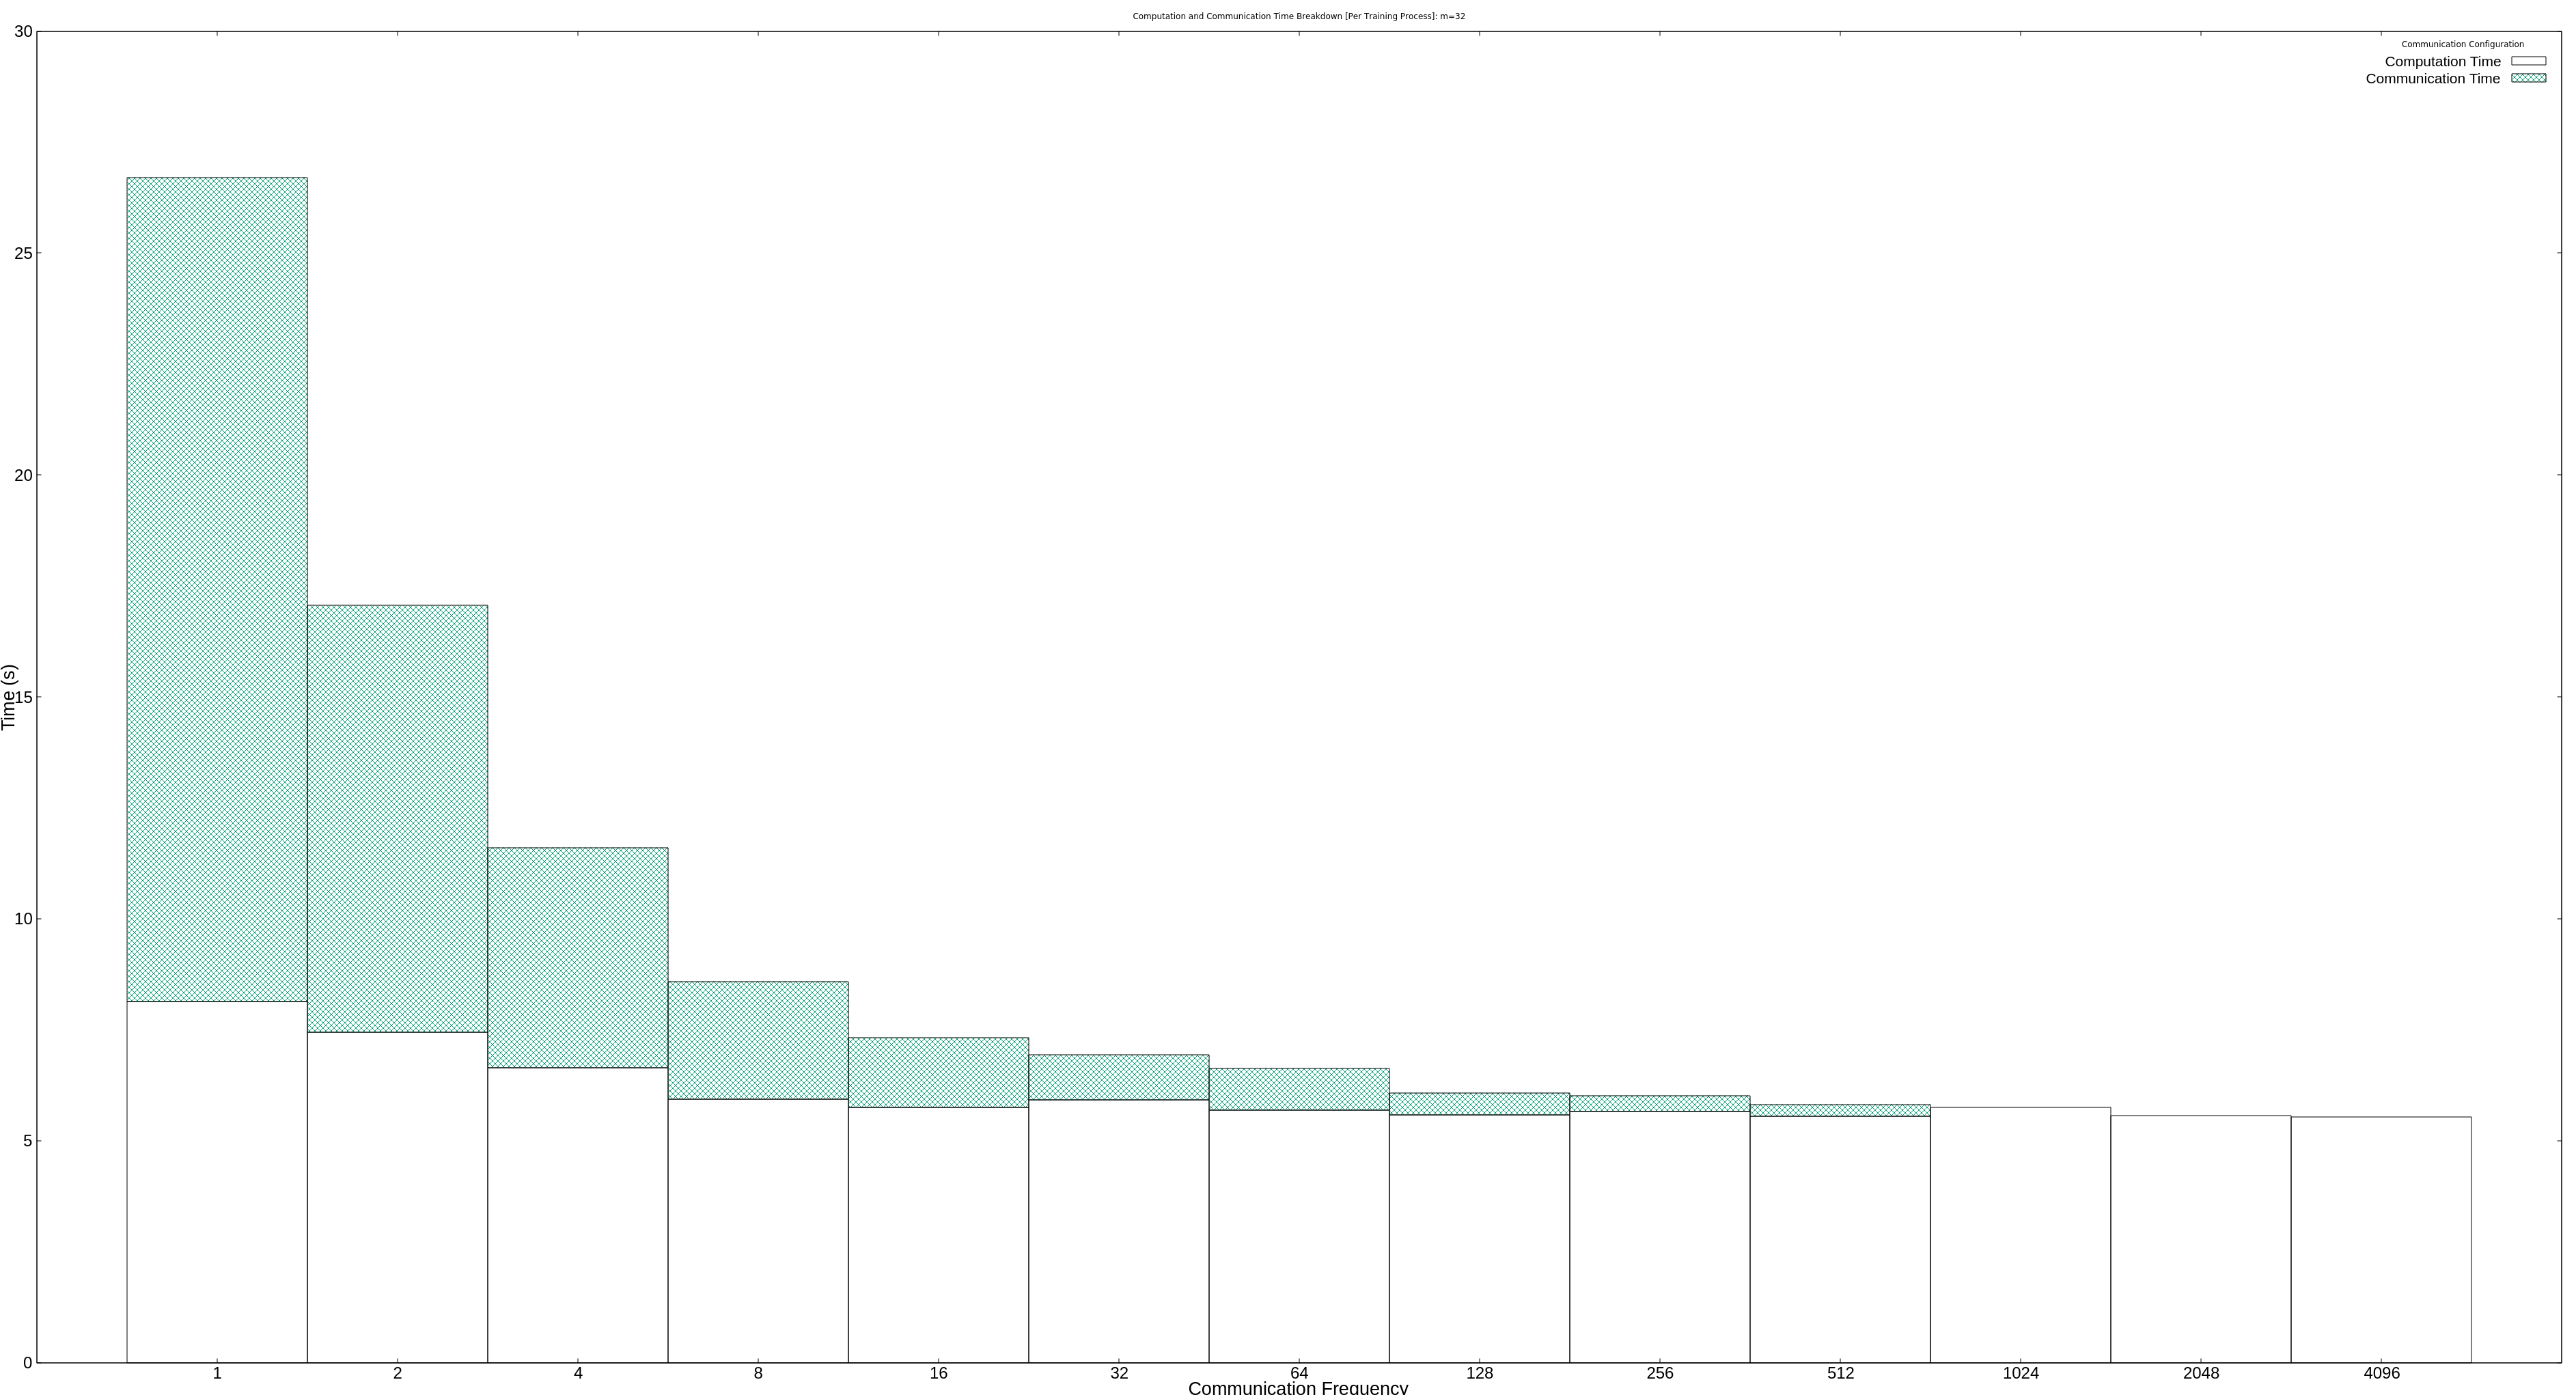 Computation and Communication Time Breakdown [Per Training Process]: m=32
Communication Configuration
Computation Time
Communication Time
Time (s)
30
25
20
15
10
5
0
1 2 4 8 16 32 64 128 256 512 1024 2048 4096
Communication Frequency